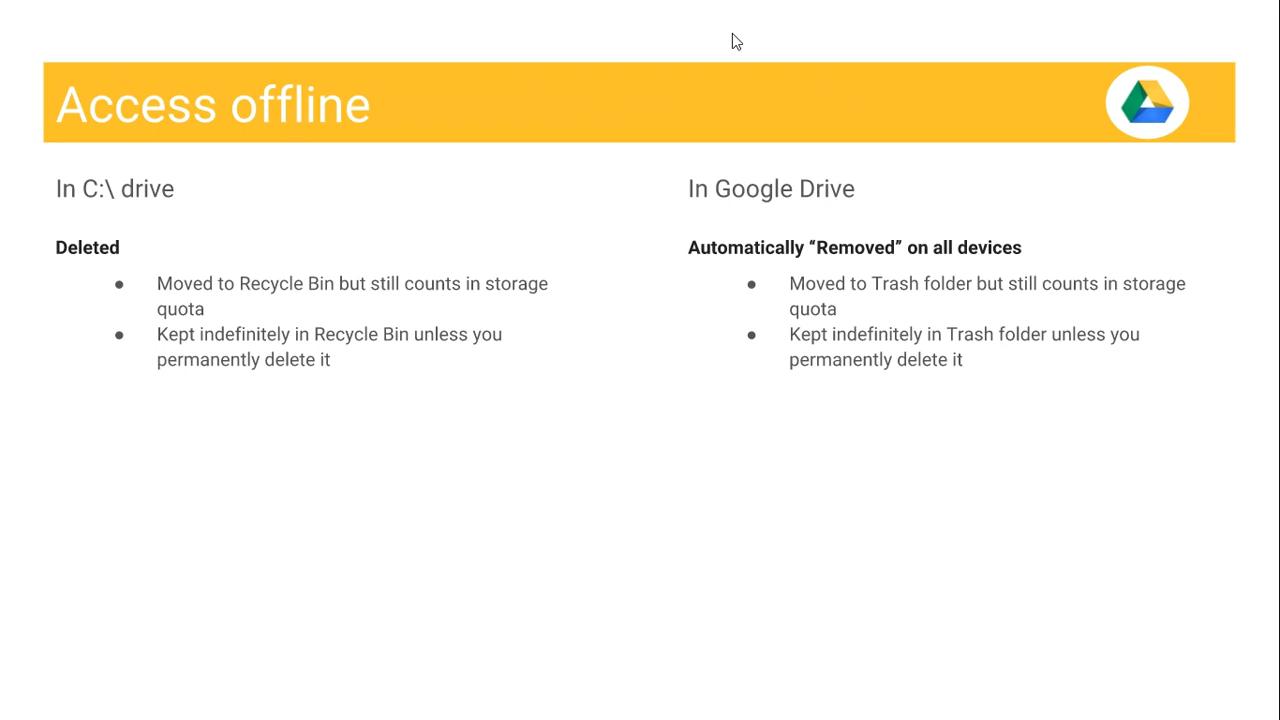 Access offline
In C:\ drive
Deleted
● Moved to Recycle Bin but still counts in storage
quota
● Kept indefinitely in Recycle Bin unless you
permanently delete it
In Google Drive
Automatically “Removed” on all devices
● Moved to Trash folder but still counts in storage
quota
● Kept indefinitely in Trash folder unless you
permanently delete it